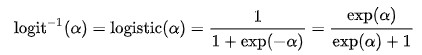 logit⁻¹(α) = logistic(α) = 1 / (1 + exp(−α)) = exp(α) / (exp(α) + 1)